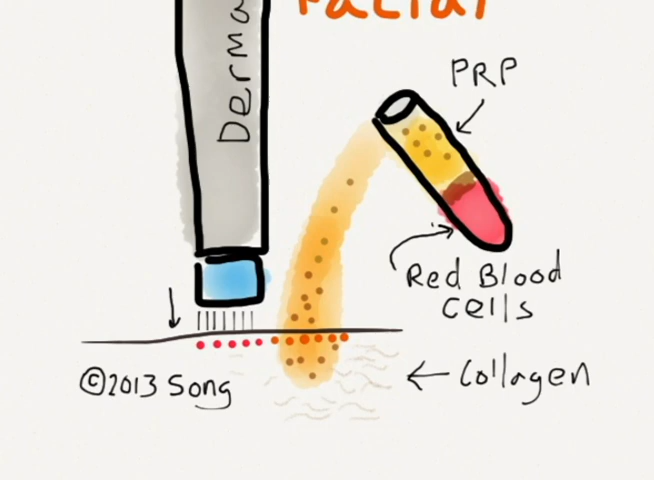 Facial
Derma
PRP
Red Blood
Cells
©2013 Song
← Collagen